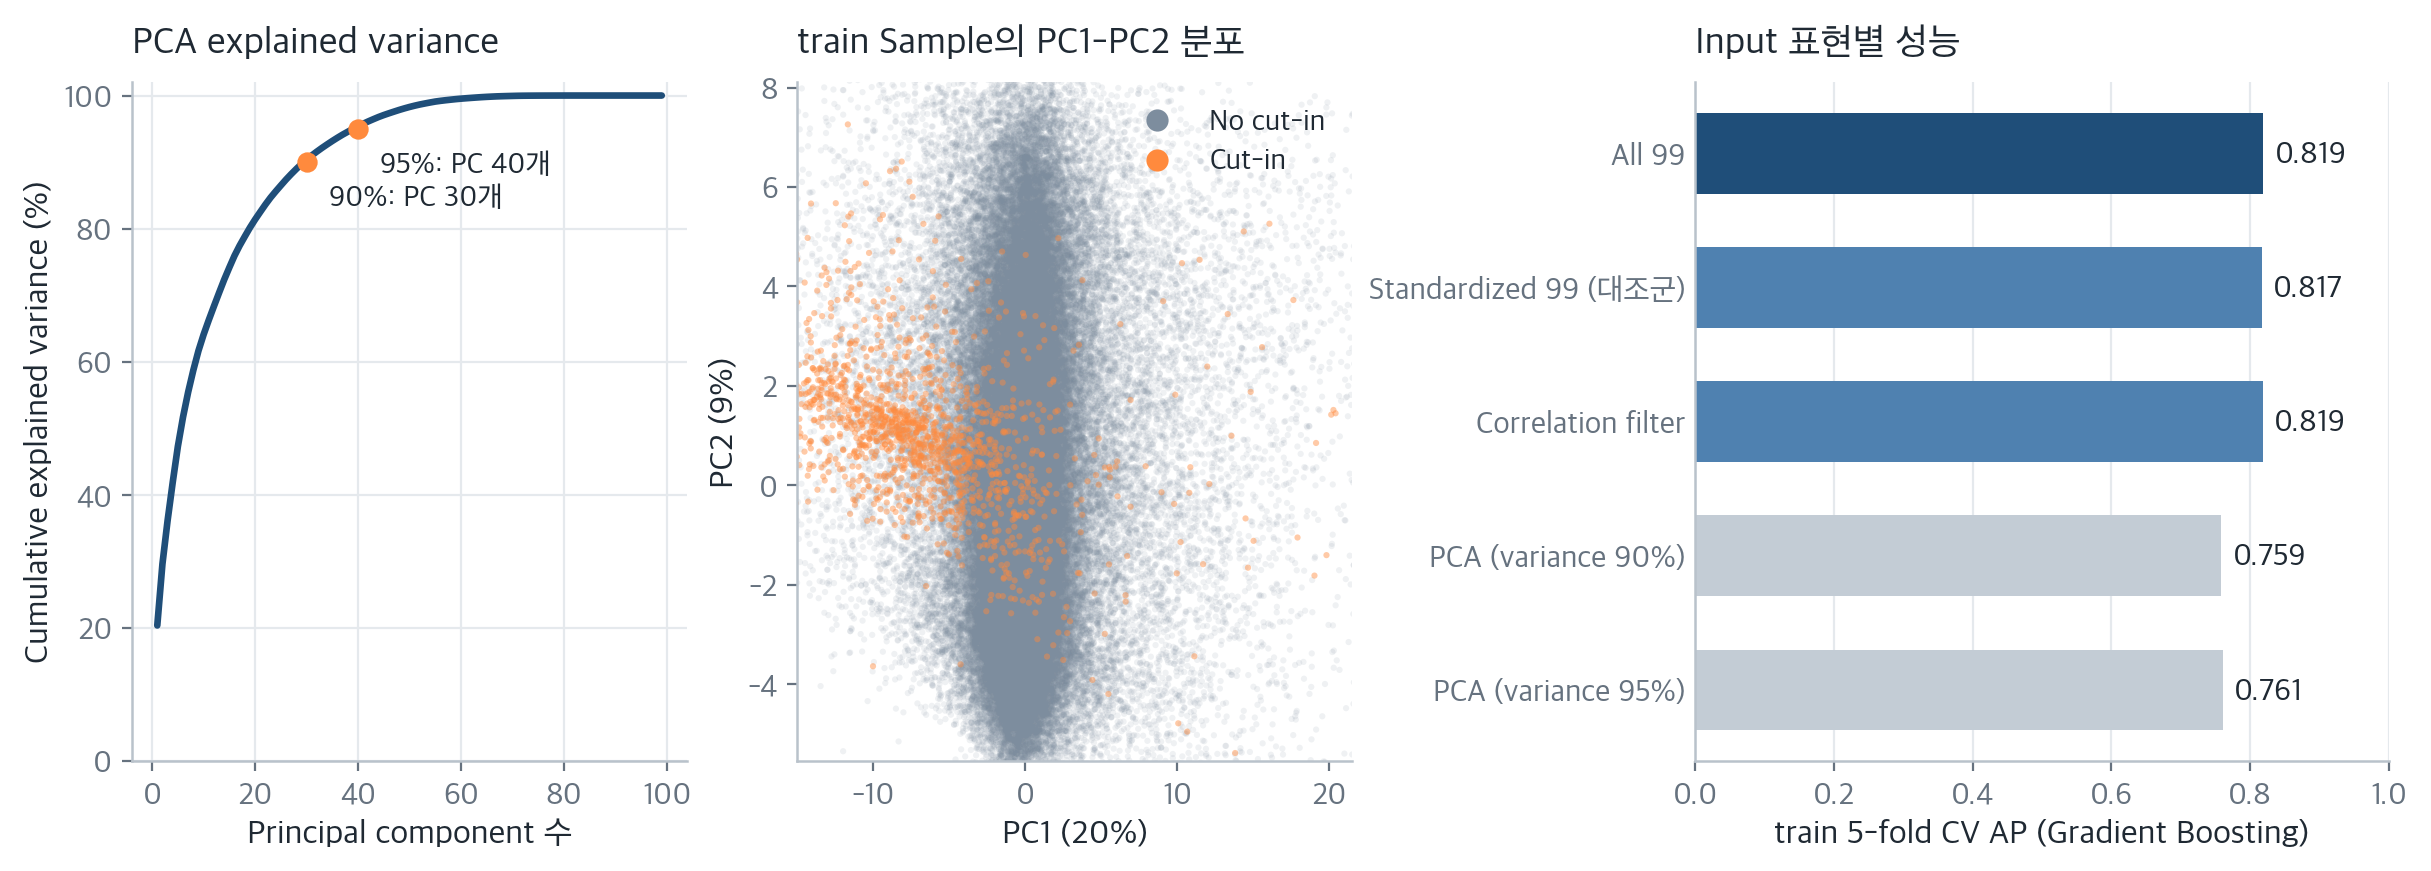 PCA explained variance
Cumulative explained variance (%)
100
80
60
40
20
0
95%: PC 40개
90%: PC 30개
0 20 40 60 80 100
Principal component 수
train Sample의 PC1-PC2 분포
PC2 (9%)
8
6
4
2
0
-2
-4
No cut-in
Cut-in
-10 0 10 20
PC1 (20%)
Input 표현별 성능
All 99 0.819
Standardized 99 (대조군) 0.817
Correlation filter 0.819
PCA (variance 90%) 0.759
PCA (variance 95%) 0.761
0.0 0.2 0.4 0.6 0.8 1.0
train 5-fold CV AP (Gradient Boosting)